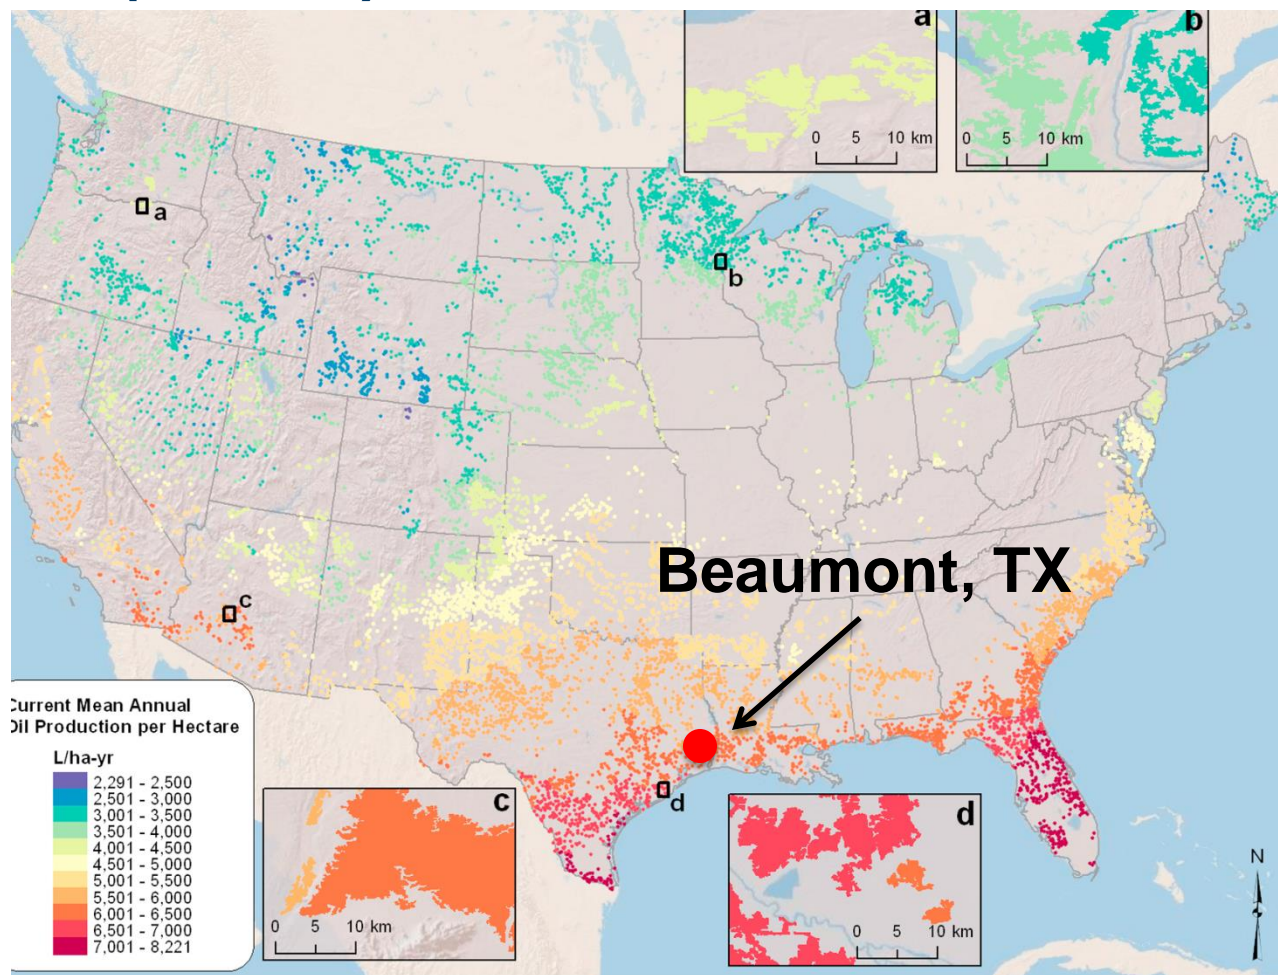 a
0 5 10 km
b
0 5 10 km
a
b
Beaumont, TX
c
d
Current Mean Annual
Oil Production per Hectare
L/ha-yr
2,291 - 2,500
2,501 - 3,000
3,001 - 3,500
3,501 - 4,000
4,001 - 4,500
4,501 - 5,000
5,001 - 5,500
5,501 - 6,000
6,001 - 6,500
6,501 - 7,000
7,001 - 8,221
c
0 5 10 km
d
0 5 10 km
N